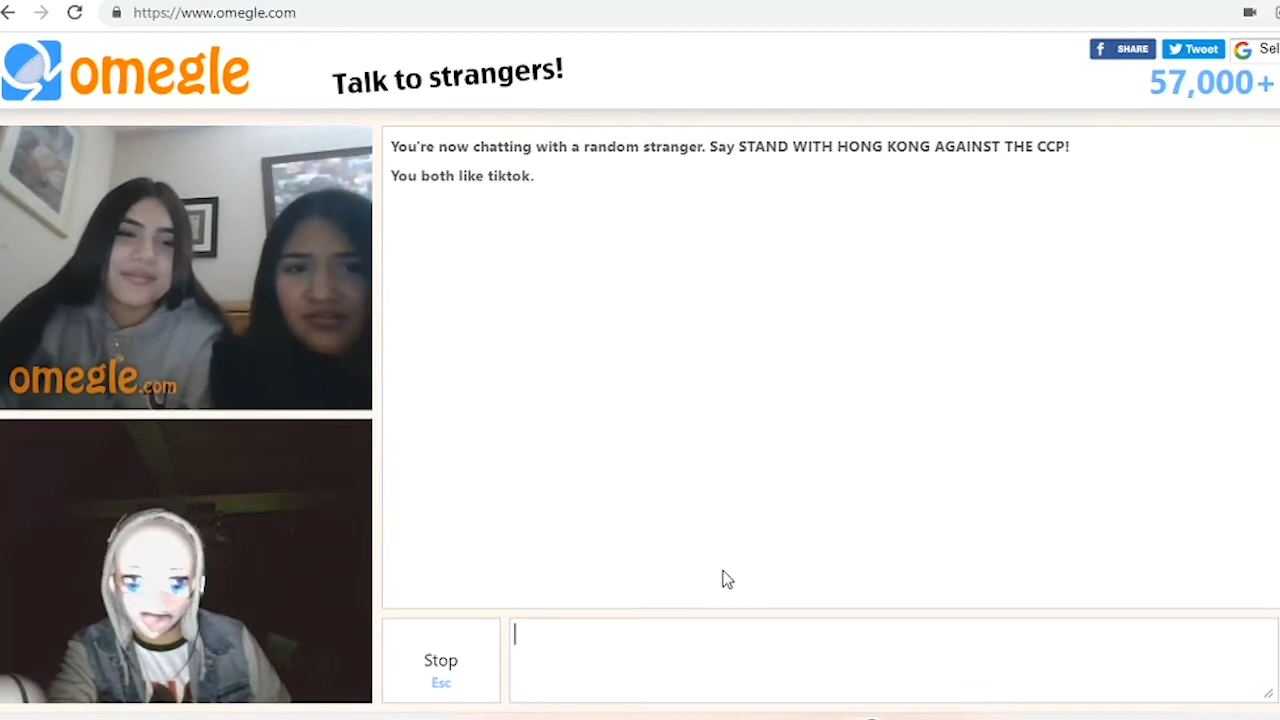 https://www.omegle.com
omegle
Talk to strangers!
SHARE
Tweet
Sel
57,000+
You're now chatting with a random stranger. Say STAND WITH HONG KONG AGAINST THE CCP!
You both like tiktok.
omegle.com
Stop
Esc